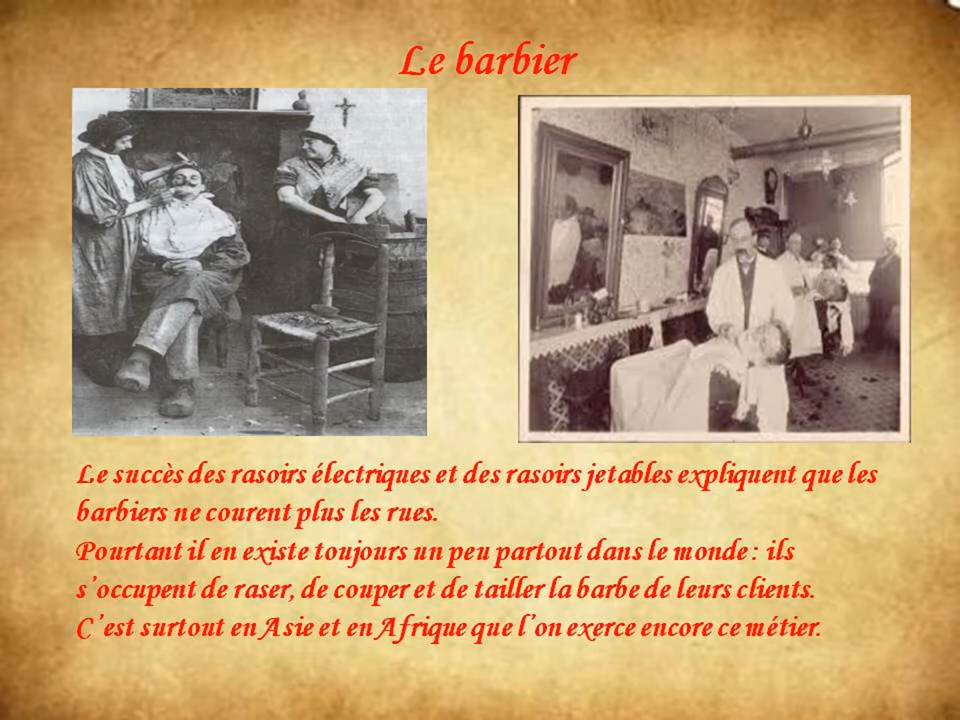 Le barbier
Le succès des rasoirs électriques et des rasoirs jetables expliquent que les
barbiers ne courent plus les rues.
Pourtant il en existe toujours un peu partout dans le monde : ils
s'occupent de raser, de couper et de tailler la barbe de leurs clients.
C'est surtout en Asie et en Afrique que l'on exerce encore ce métier.